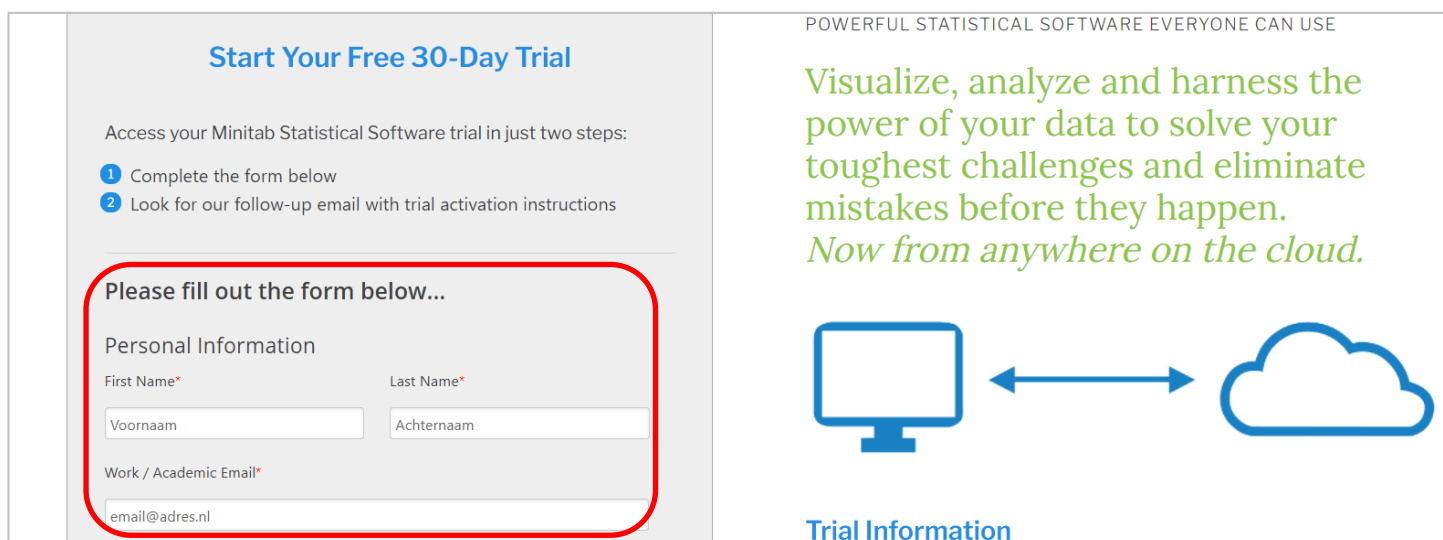 Start Your Free 30-Day Trial
Access your Minitab Statistical Software trial in just two steps:
1 Complete the form below
2 Look for our follow-up email with trial activation instructions
Please fill out the form below...
Personal Information
First Name* Last Name*
Voornaam Achternaam
Work / Academic Email*
email@adres.nl
POWERFUL STATISTICAL SOFTWARE EVERYONE CAN USE
Visualize, analyze and harness the
power of your data to solve your
toughest challenges and eliminate
mistakes before they happen.
Now from anywhere on the cloud.
Trial Information